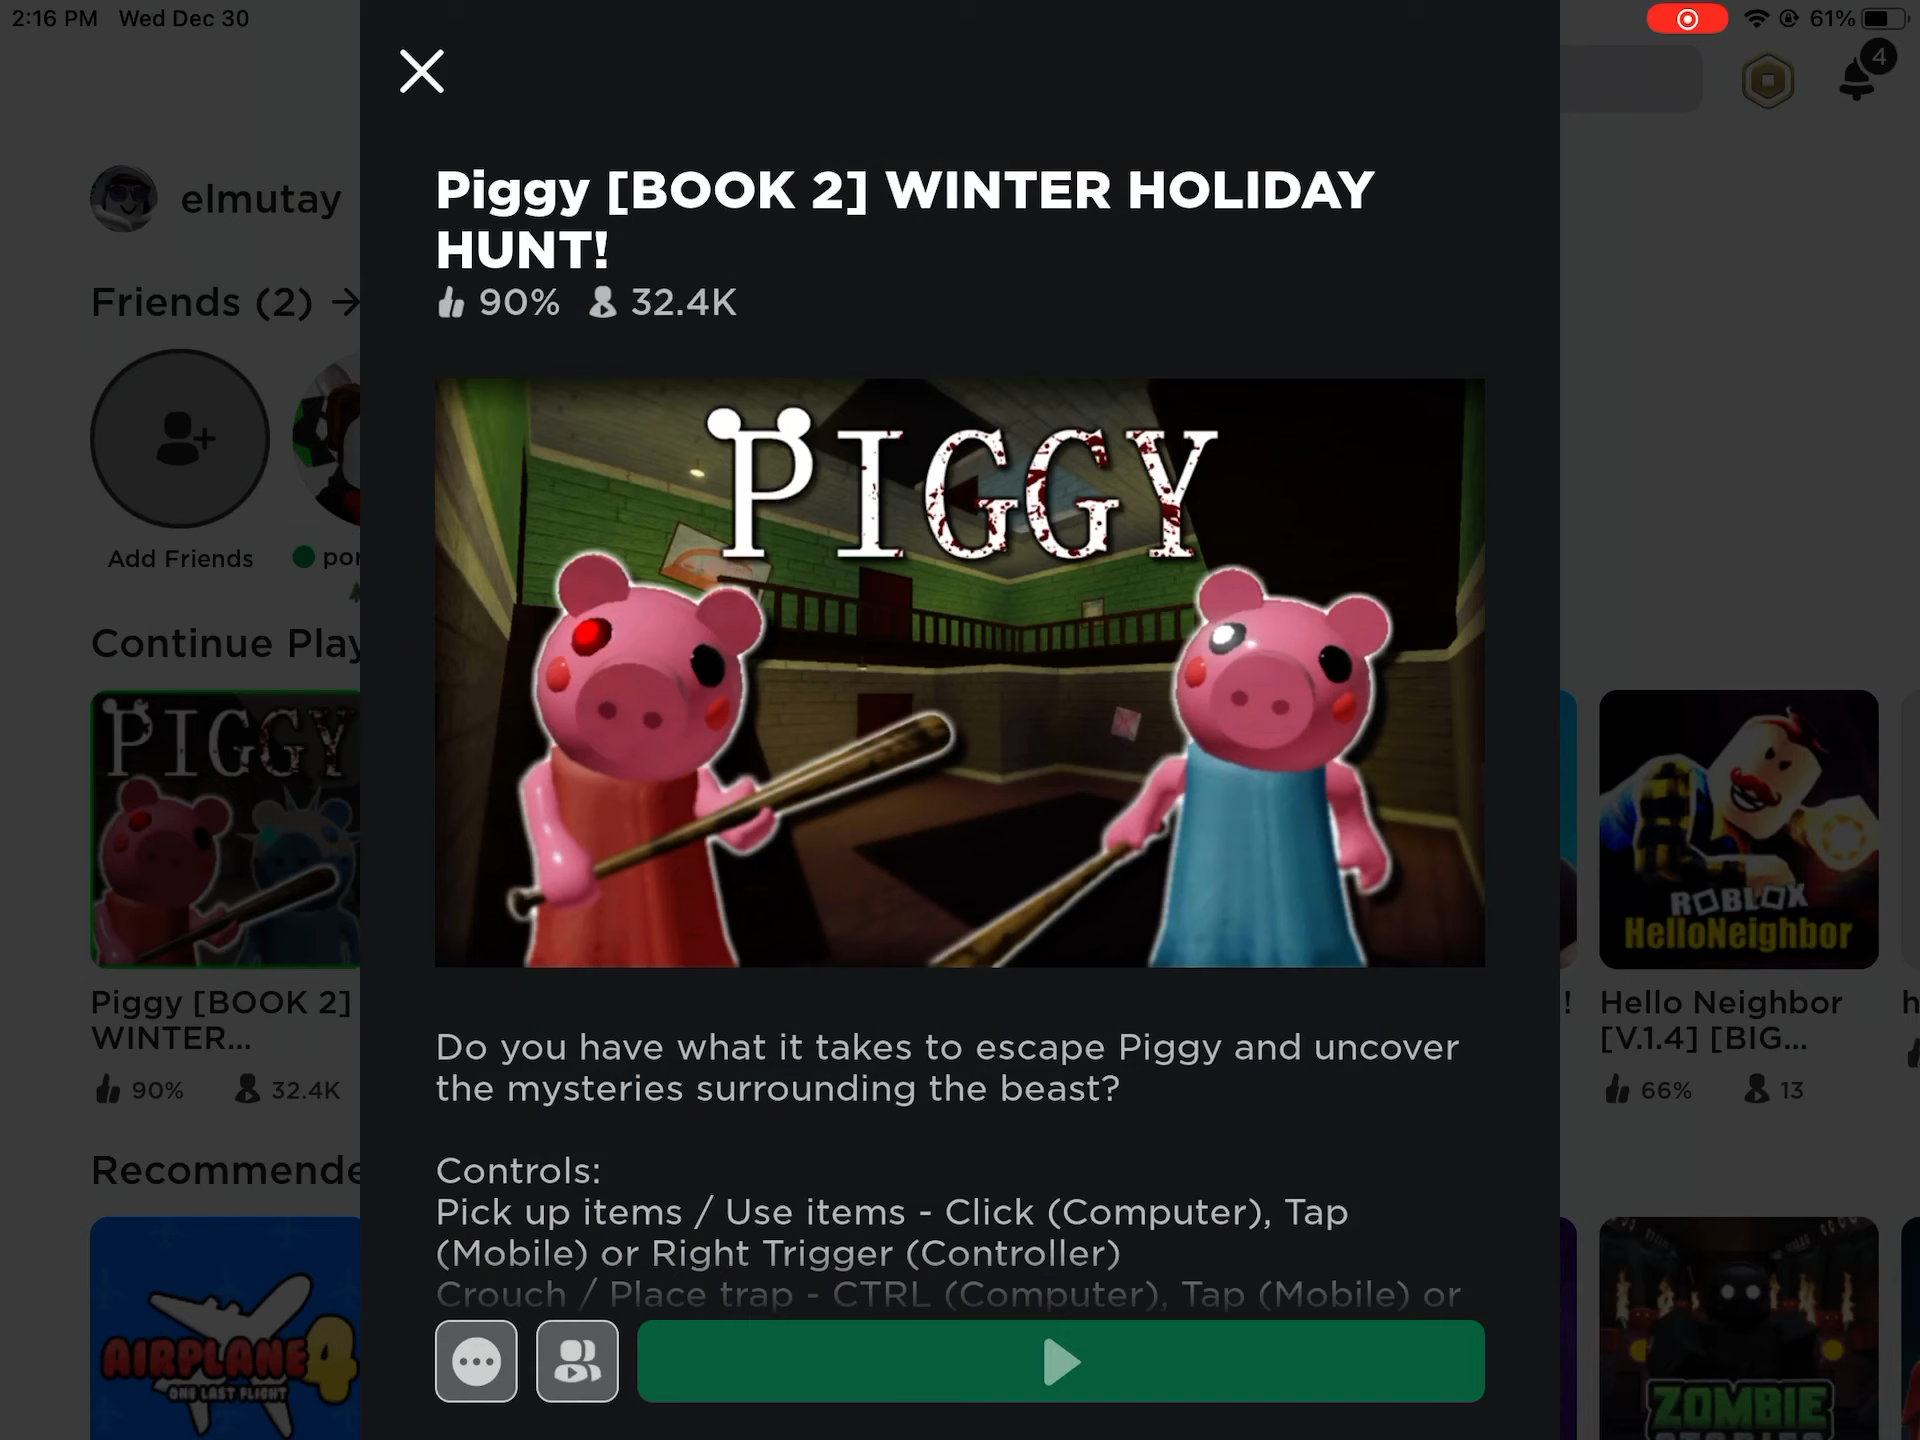 2:16 PM Wed Dec 30
61%
4
elmutay
Friends (2) →
Add Friends
Continue Play
PIGGY
Piggy [BOOK 2]
WINTER...
90% 32.4K
Recommende
AIRPLANE 4
ONE LAST FLIGHT
Piggy [BOOK 2] WINTER HOLIDAY
HUNT!
90% 32.4K
PIGGY
Do you have what it takes to escape Piggy and uncover
the mysteries surrounding the beast?
Controls:
Pick up items / Use items - Click (Computer), Tap
(Mobile) or Right Trigger (Controller)
Crouch / Place trap - CTRL (Computer), Tap (Mobile) or
ROBLOX
HelloNeighbor
!
Hello Neighbor
[V.1.4] [BIG...
66% 13
ZOMBIE